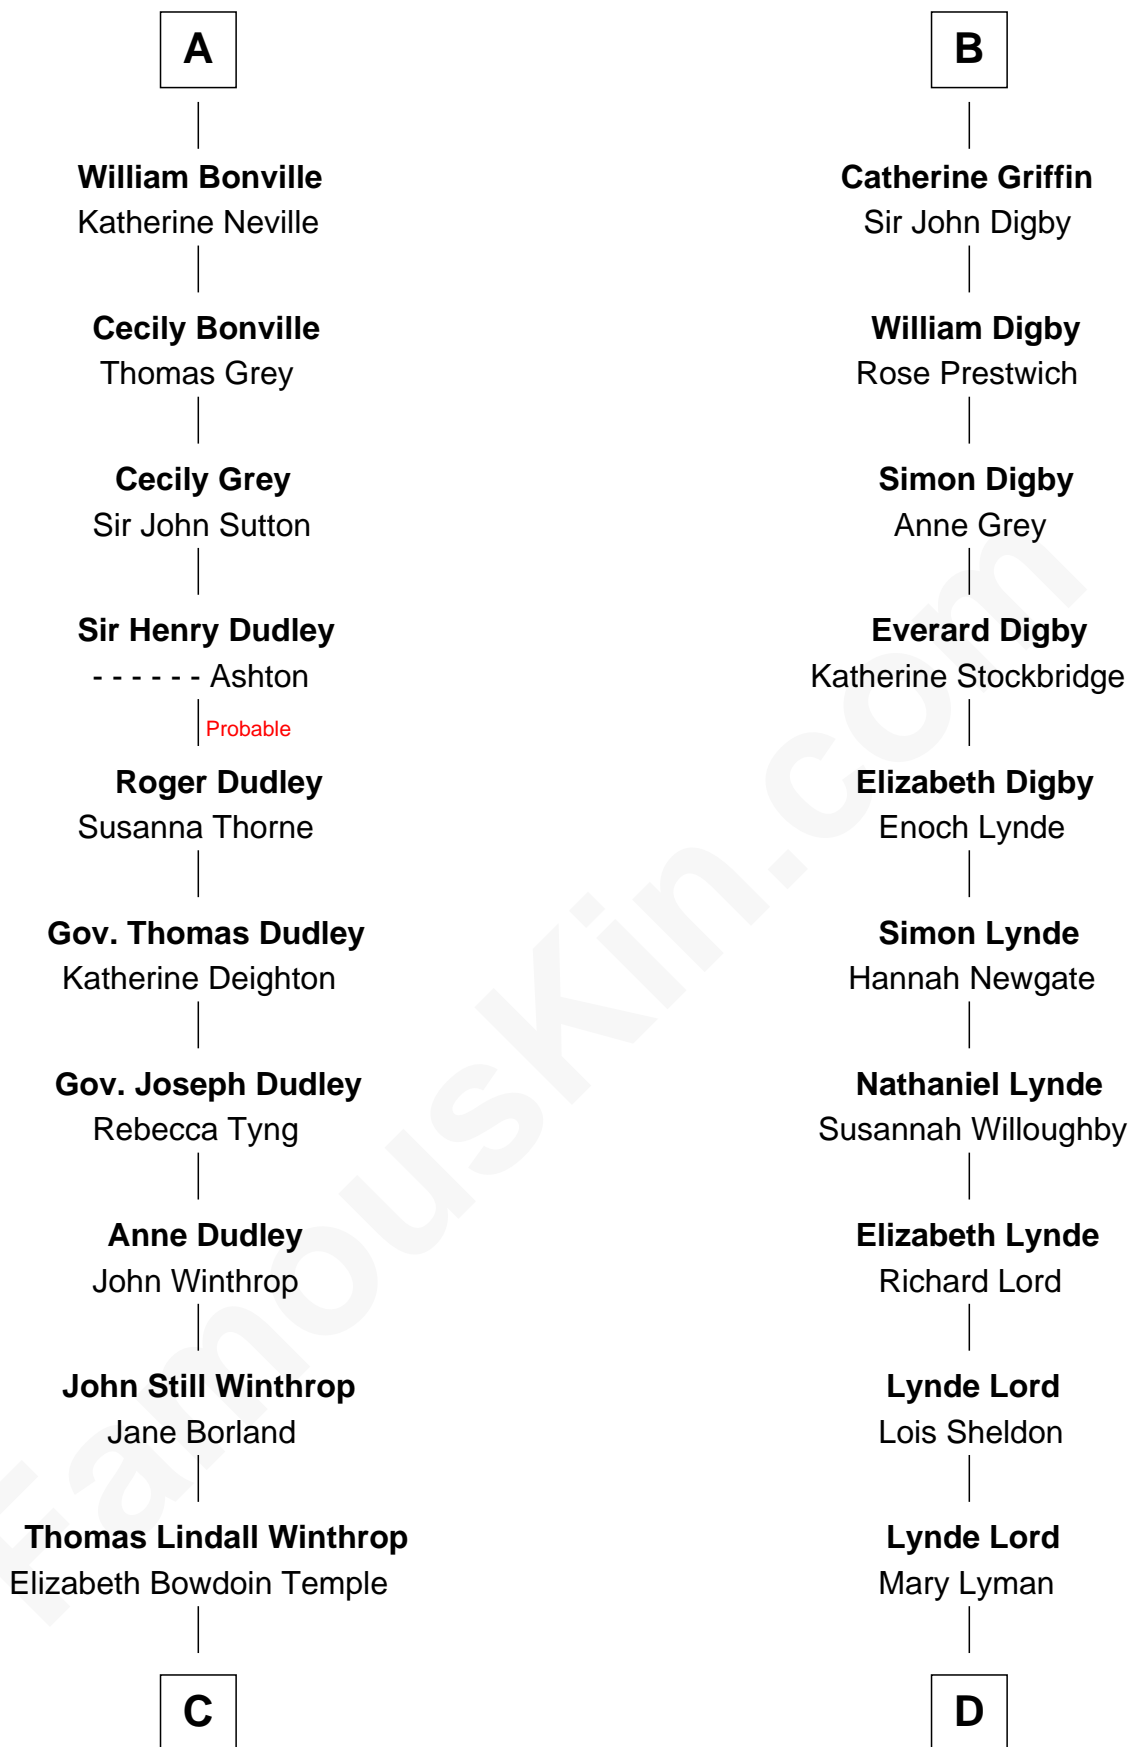 A
William Bonville
Katherine Neville
Cecily Bonville
Thomas Grey
Cecily Grey
Sir John Sutton
Sir Henry Dudley
- - - - - - Ashton
Probable
Roger Dudley
Susanna Thorne
Gov. Thomas Dudley
Katherine Deighton
Gov. Joseph Dudley
Rebecca Tyng
Anne Dudley
John Winthrop
John Still Winthrop
Jane Borland
Thomas Lindall Winthrop
Elizabeth Bowdoin Temple
C
B
Catherine Griffin
Sir John Digby
William Digby
Rose Prestwich
Simon Digby
Anne Grey
Everard Digby
Katherine Stockbridge
Elizabeth Digby
Enoch Lynde
Simon Lynde
Hannah Newgate
Nathaniel Lynde
Susannah Willoughby
Elizabeth Lynde
Richard Lord
Lynde Lord
Lois Sheldon
Lynde Lord
Mary Lyman
D
FamousKin.com